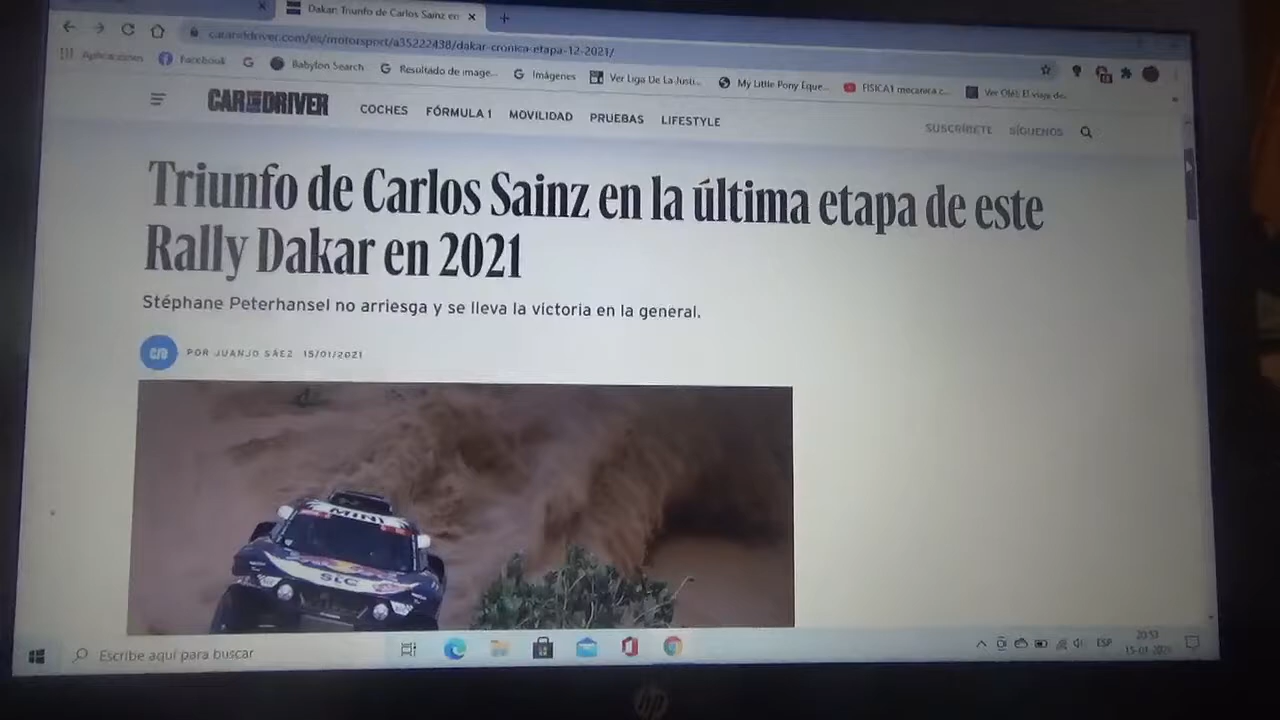 Dakar: Triunfo de Carlos Sainz en
caranddriver.com/es/motorsport/a35222438/dakar-cronica-etapa-12-2021/
Aplicaciones Facebook Babylon Search Resultado de image... Imágenes Ver Liga De La Justi... My Little Pony Eque... FISICA1 mecanica c... Ver Olé! El viaje de...
CAR AND DRIVER COCHES FÓRMULA 1 MOVILIDAD PRUEBAS LIFESTYLE SUSCRÍBETE SÍGUENOS
Triunfo de Carlos Sainz en la última etapa de este
Rally Dakar en 2021
Stéphane Peterhansel no arriesga y se lleva la victoria en la general.
C/D POR JUANJO SÁEZ 15/01/2021
MINI
SLC
Escribe aquí para buscar
ESP 20:53
15-01-2021
hp